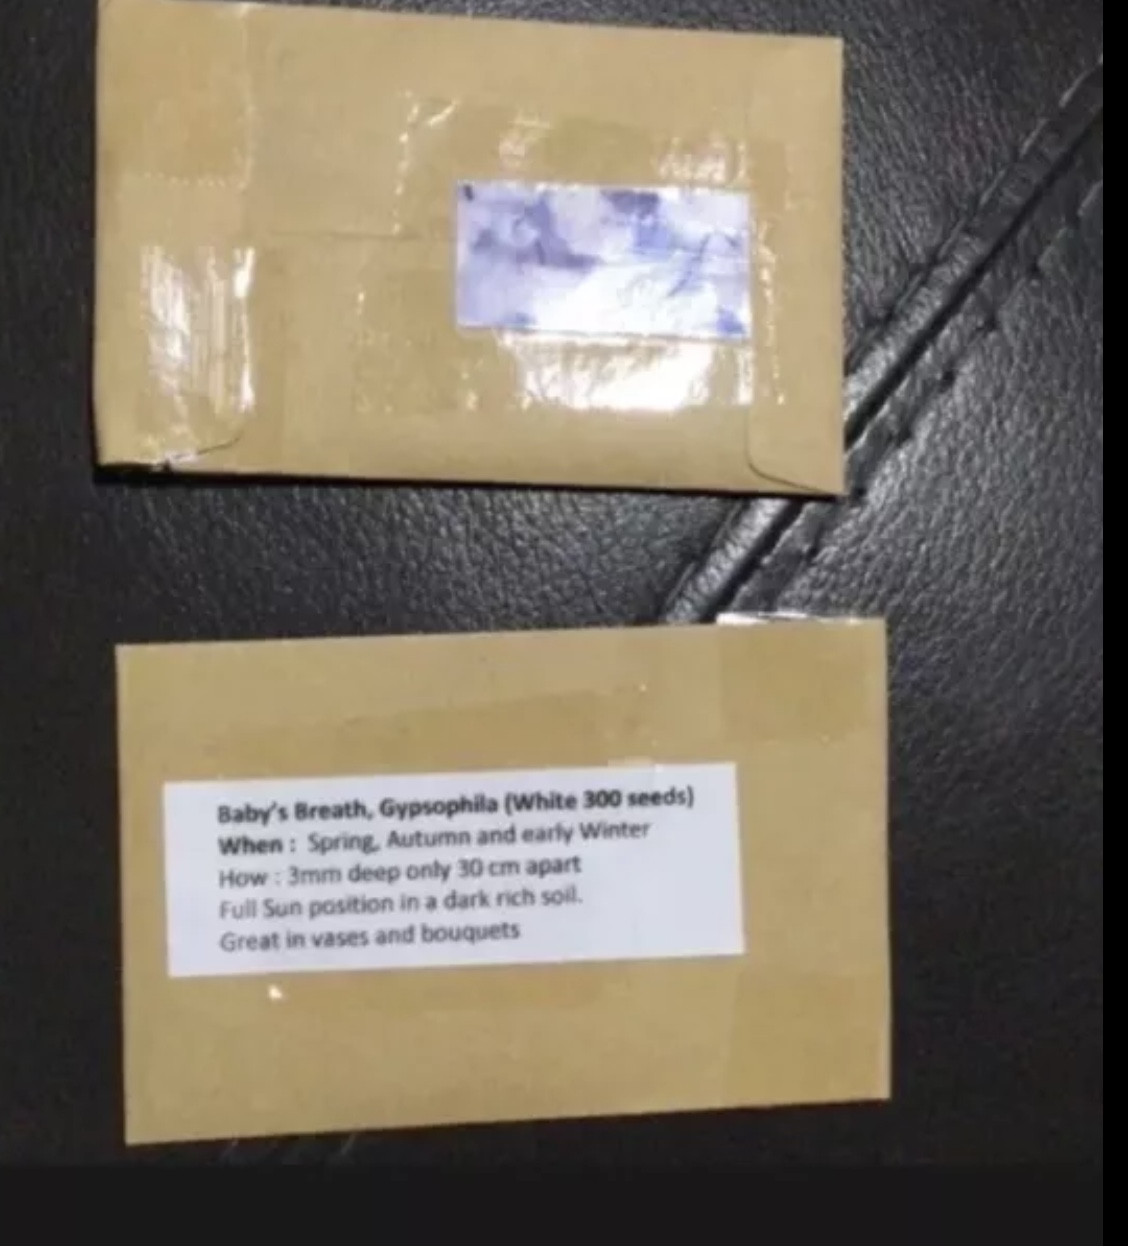 Baby's Breath, Gypsophila (White 300 seeds)
When : Spring, Autumn and early Winter
How : 3mm deep only 30 cm apart
Full Sun position in a dark rich soil.
Great in vases and bouquets